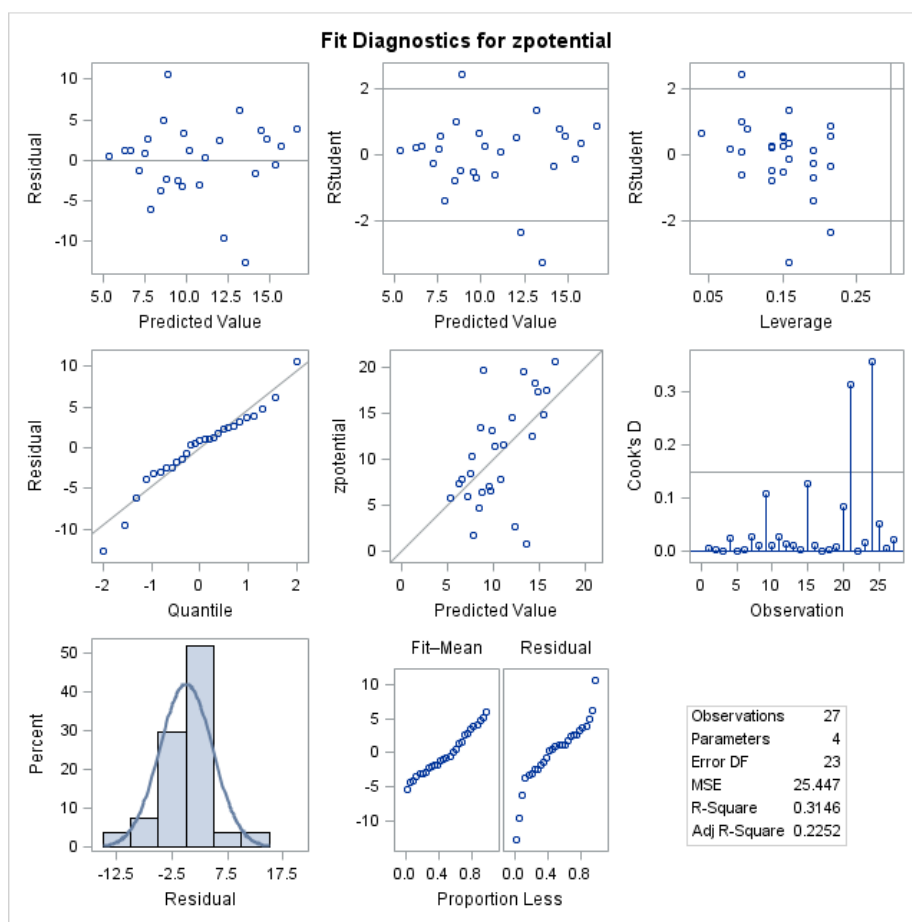 Fit Diagnostics for zpotential
Residual
10
5
0
-5
-10
5.0 7.5 10.0 12.5 15.0
Predicted Value
RStudent
2
0
-2
5.0 7.5 10.0 12.5 15.0
Predicted Value
RStudent
2
0
-2
0.05 0.15 0.25
Leverage
Residual
10
5
0
-5
-10
-2 -1 0 1 2
Quantile
zpotential
20
15
10
5
0
0 5 10 15 20
Predicted Value
Cook's D
0.3
0.2
0.1
0.0
0 5 10 15 20 25
Observation
Percent
50
40
30
20
10
0
-12.5 -2.5 7.5 17.5
Residual
Fit–Mean Residual
10
5
0
-5
-10
0.0 0.4 0.8 0.0 0.4 0.8
Proportion Less
Observations 27
Parameters 4
Error DF 23
MSE 25.447
R-Square 0.3146
Adj R-Square 0.2252